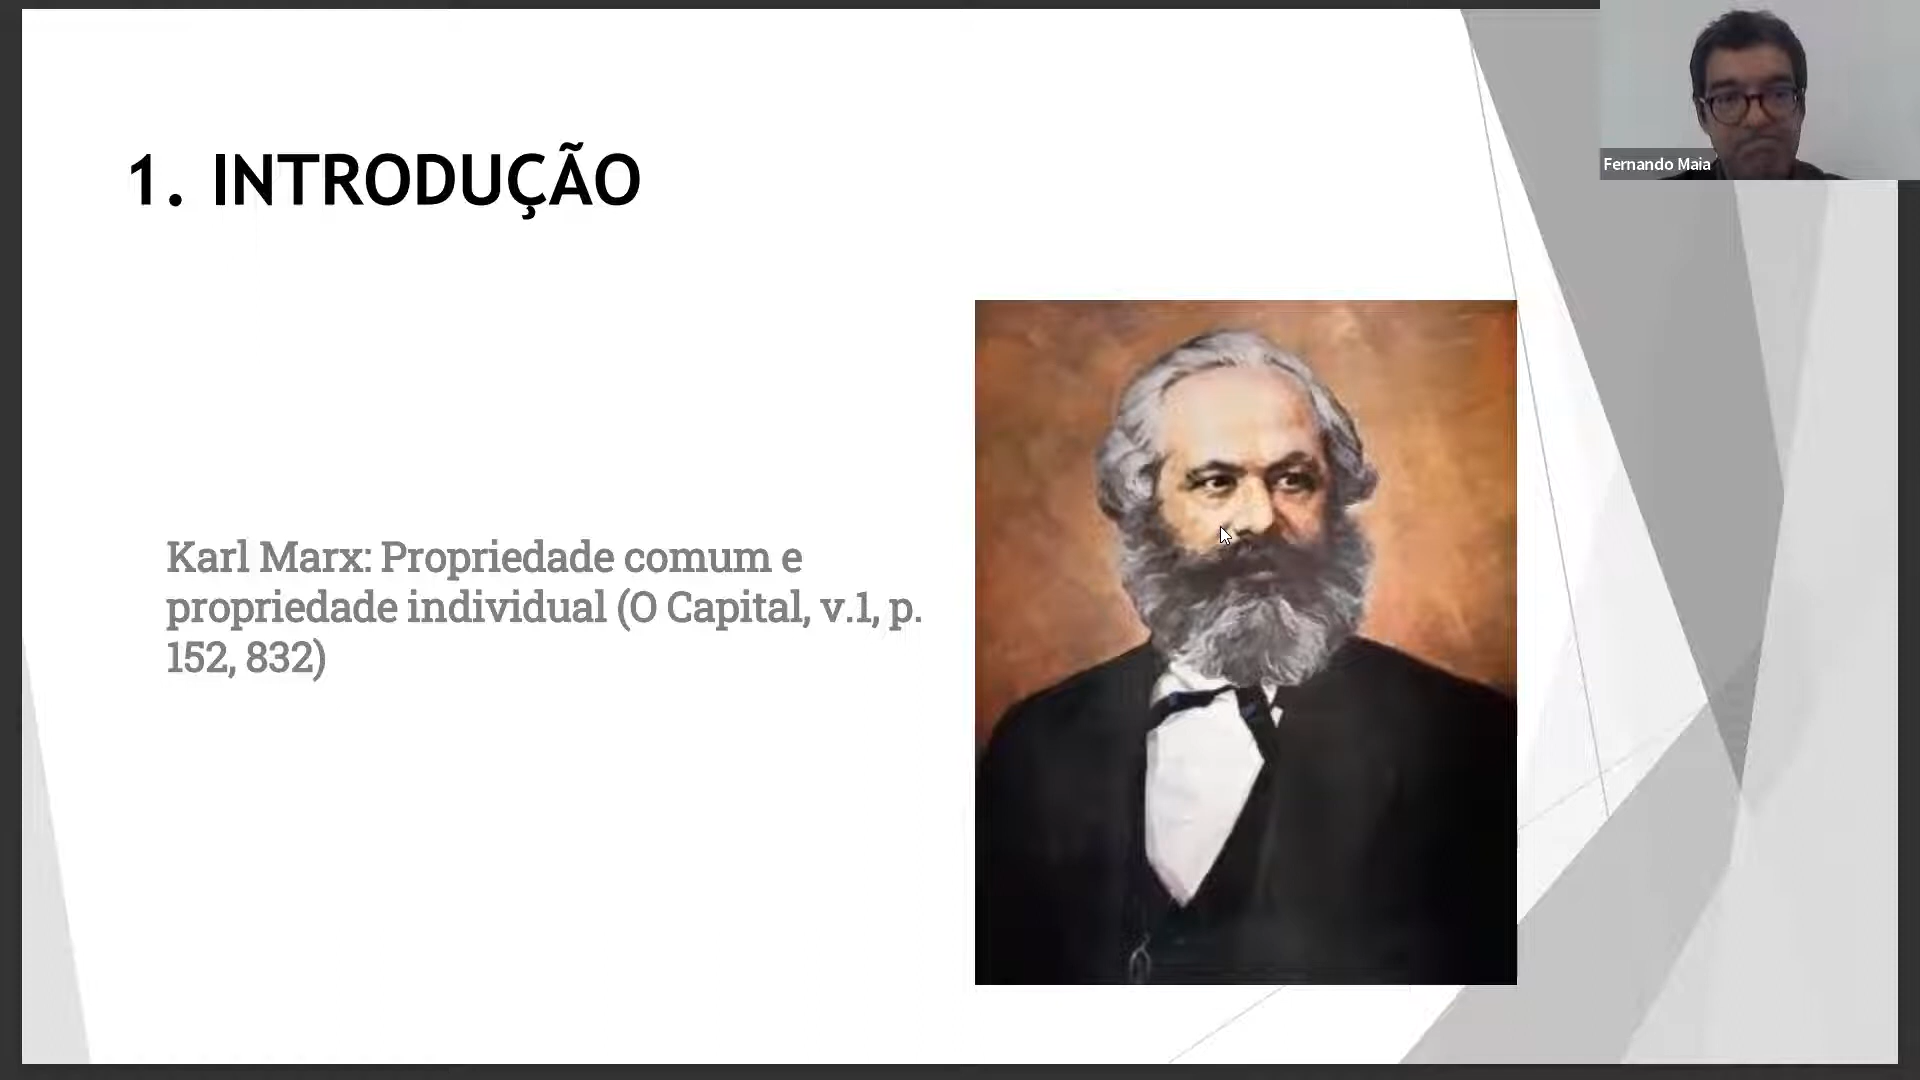 1. INTRODUÇÃO
Fernando Maia
Karl Marx: Propriedade comum e
propriedade individual (O Capital, v.1, p.
152, 832)